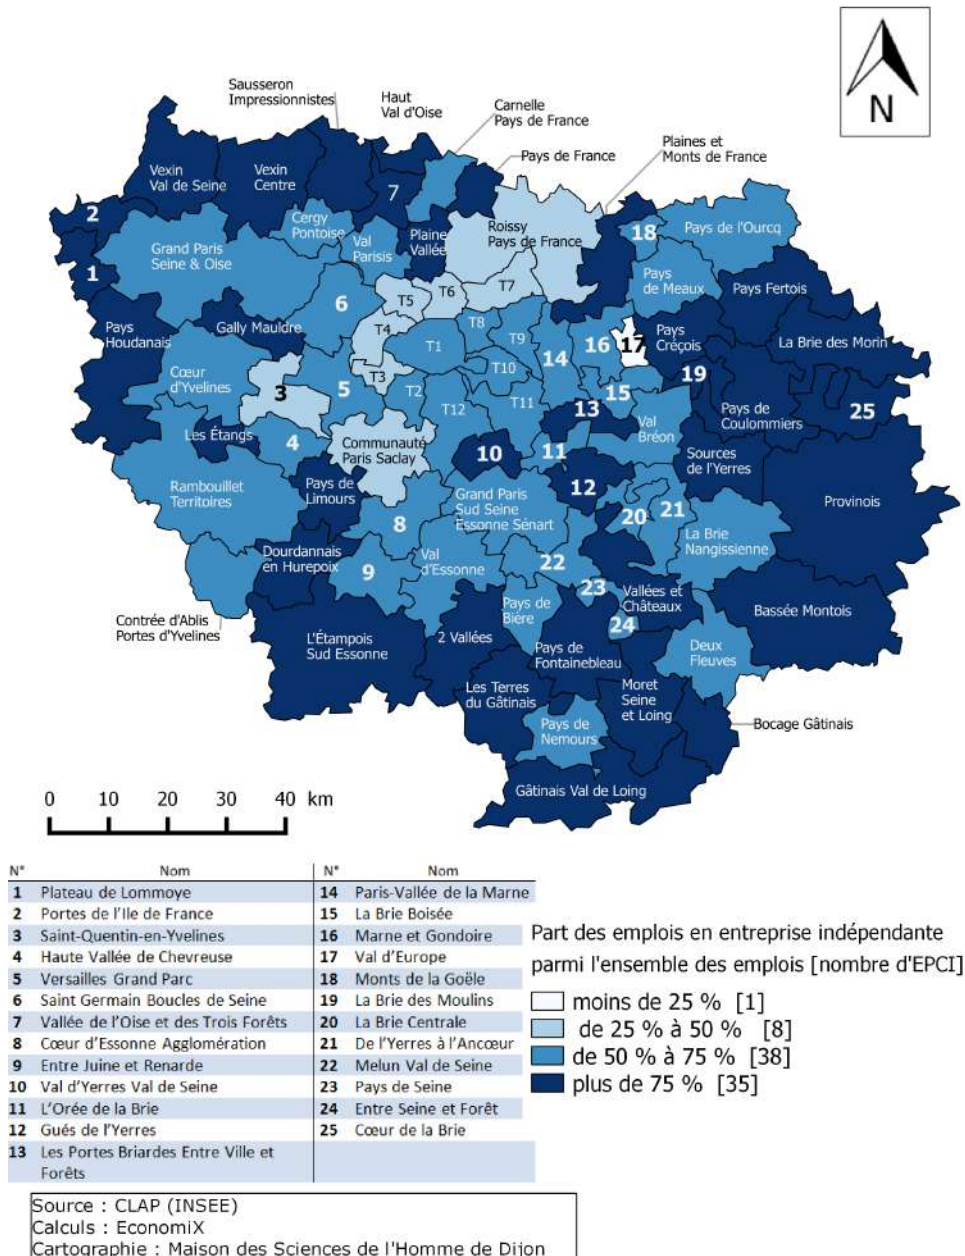 N
Sausseron
Impressionnistes
Haut
Val d'Oise
Carnelle
Pays de France
Pays de France
Plaines et
Monts de France
Vexin
Val de Seine
Vexin
Centre
7
2
Cergy
Pontoise
Val
Parisis
Plaine
Vallée
Roissy
Pays de France
18
Pays de l'Ourcq
Grand Paris
Seine & Oise
1
6
T5
T6
T7
Pays
de Meaux
Pays Fertois
Pays
Houdanais
Gally Mauldre
T4
T8
T9
T1
14
16
17
Pays
Créçois
La Brie des Morin
Cœur
d'Yvelines
3
5
T3
T2
T10
T11
T12
15
19
13
Pays de
Coulommiers
25
Les Étangs
4
Communauté
Paris Saclay
10
11
Val
Bréon
Sources
de l'Yerres
Rambouillet
Territoires
Pays de
Limours
8
Grand Paris
Sud Seine
Essonne Sénart
12
20
21
Provinois
La Brie
Nangissienne
Dourdannais
en Hurepoix
9
Val
d'Essonne
22
23
Vallées et
Châteaux
Bassée Montois
Contrée d'Ablis
Portes d'Yvelines
L'Étampois
Sud Essonne
2 Vallées
Pays de
Bière
24
Pays de
Fontainebleau
Deux
Fleuves
Les Terres
du Gâtinais
Moret
Seine
et Loing
Pays de
Nemours
Bocage Gâtinais
Gâtinais Val de Loing
0 10 20 30 40 km
N° Nom N° Nom
1 Plateau de Lommoye 14 Paris-Vallée de la Marne
2 Portes de l'Ile de France 15 La Brie Boisée
3 Saint-Quentin-en-Yvelines 16 Marne et Gondoire
4 Haute Vallée de Chevreuse 17 Val d'Europe
5 Versailles Grand Parc 18 Monts de la Goële
6 Saint Germain Boucles de Seine 19 La Brie des Moulins
7 Vallée de l'Oise et des Trois Forêts 20 La Brie Centrale
8 Cœur d'Essonne Agglomération 21 De l'Yerres à l'Ancœur
9 Entre Juine et Renarde 22 Melun Val de Seine
10 Val d'Yerres Val de Seine 23 Pays de Seine
11 L'Orée de la Brie 24 Entre Seine et Forêt
12 Gués de l'Yerres 25 Cœur de la Brie
13 Les Portes Briardes Entre Ville et
Forêts
Part des emplois en entreprise indépendante
parmi l'ensemble des emplois [nombre d'EPCI]
moins de 25 % [1]
de 25 % à 50 % [8]
de 50 % à 75 % [38]
plus de 75 % [35]
Source : CLAP (INSEE)
Calculs : EconomiX
Cartographie : Maison des Sciences de l'Homme de Dijon